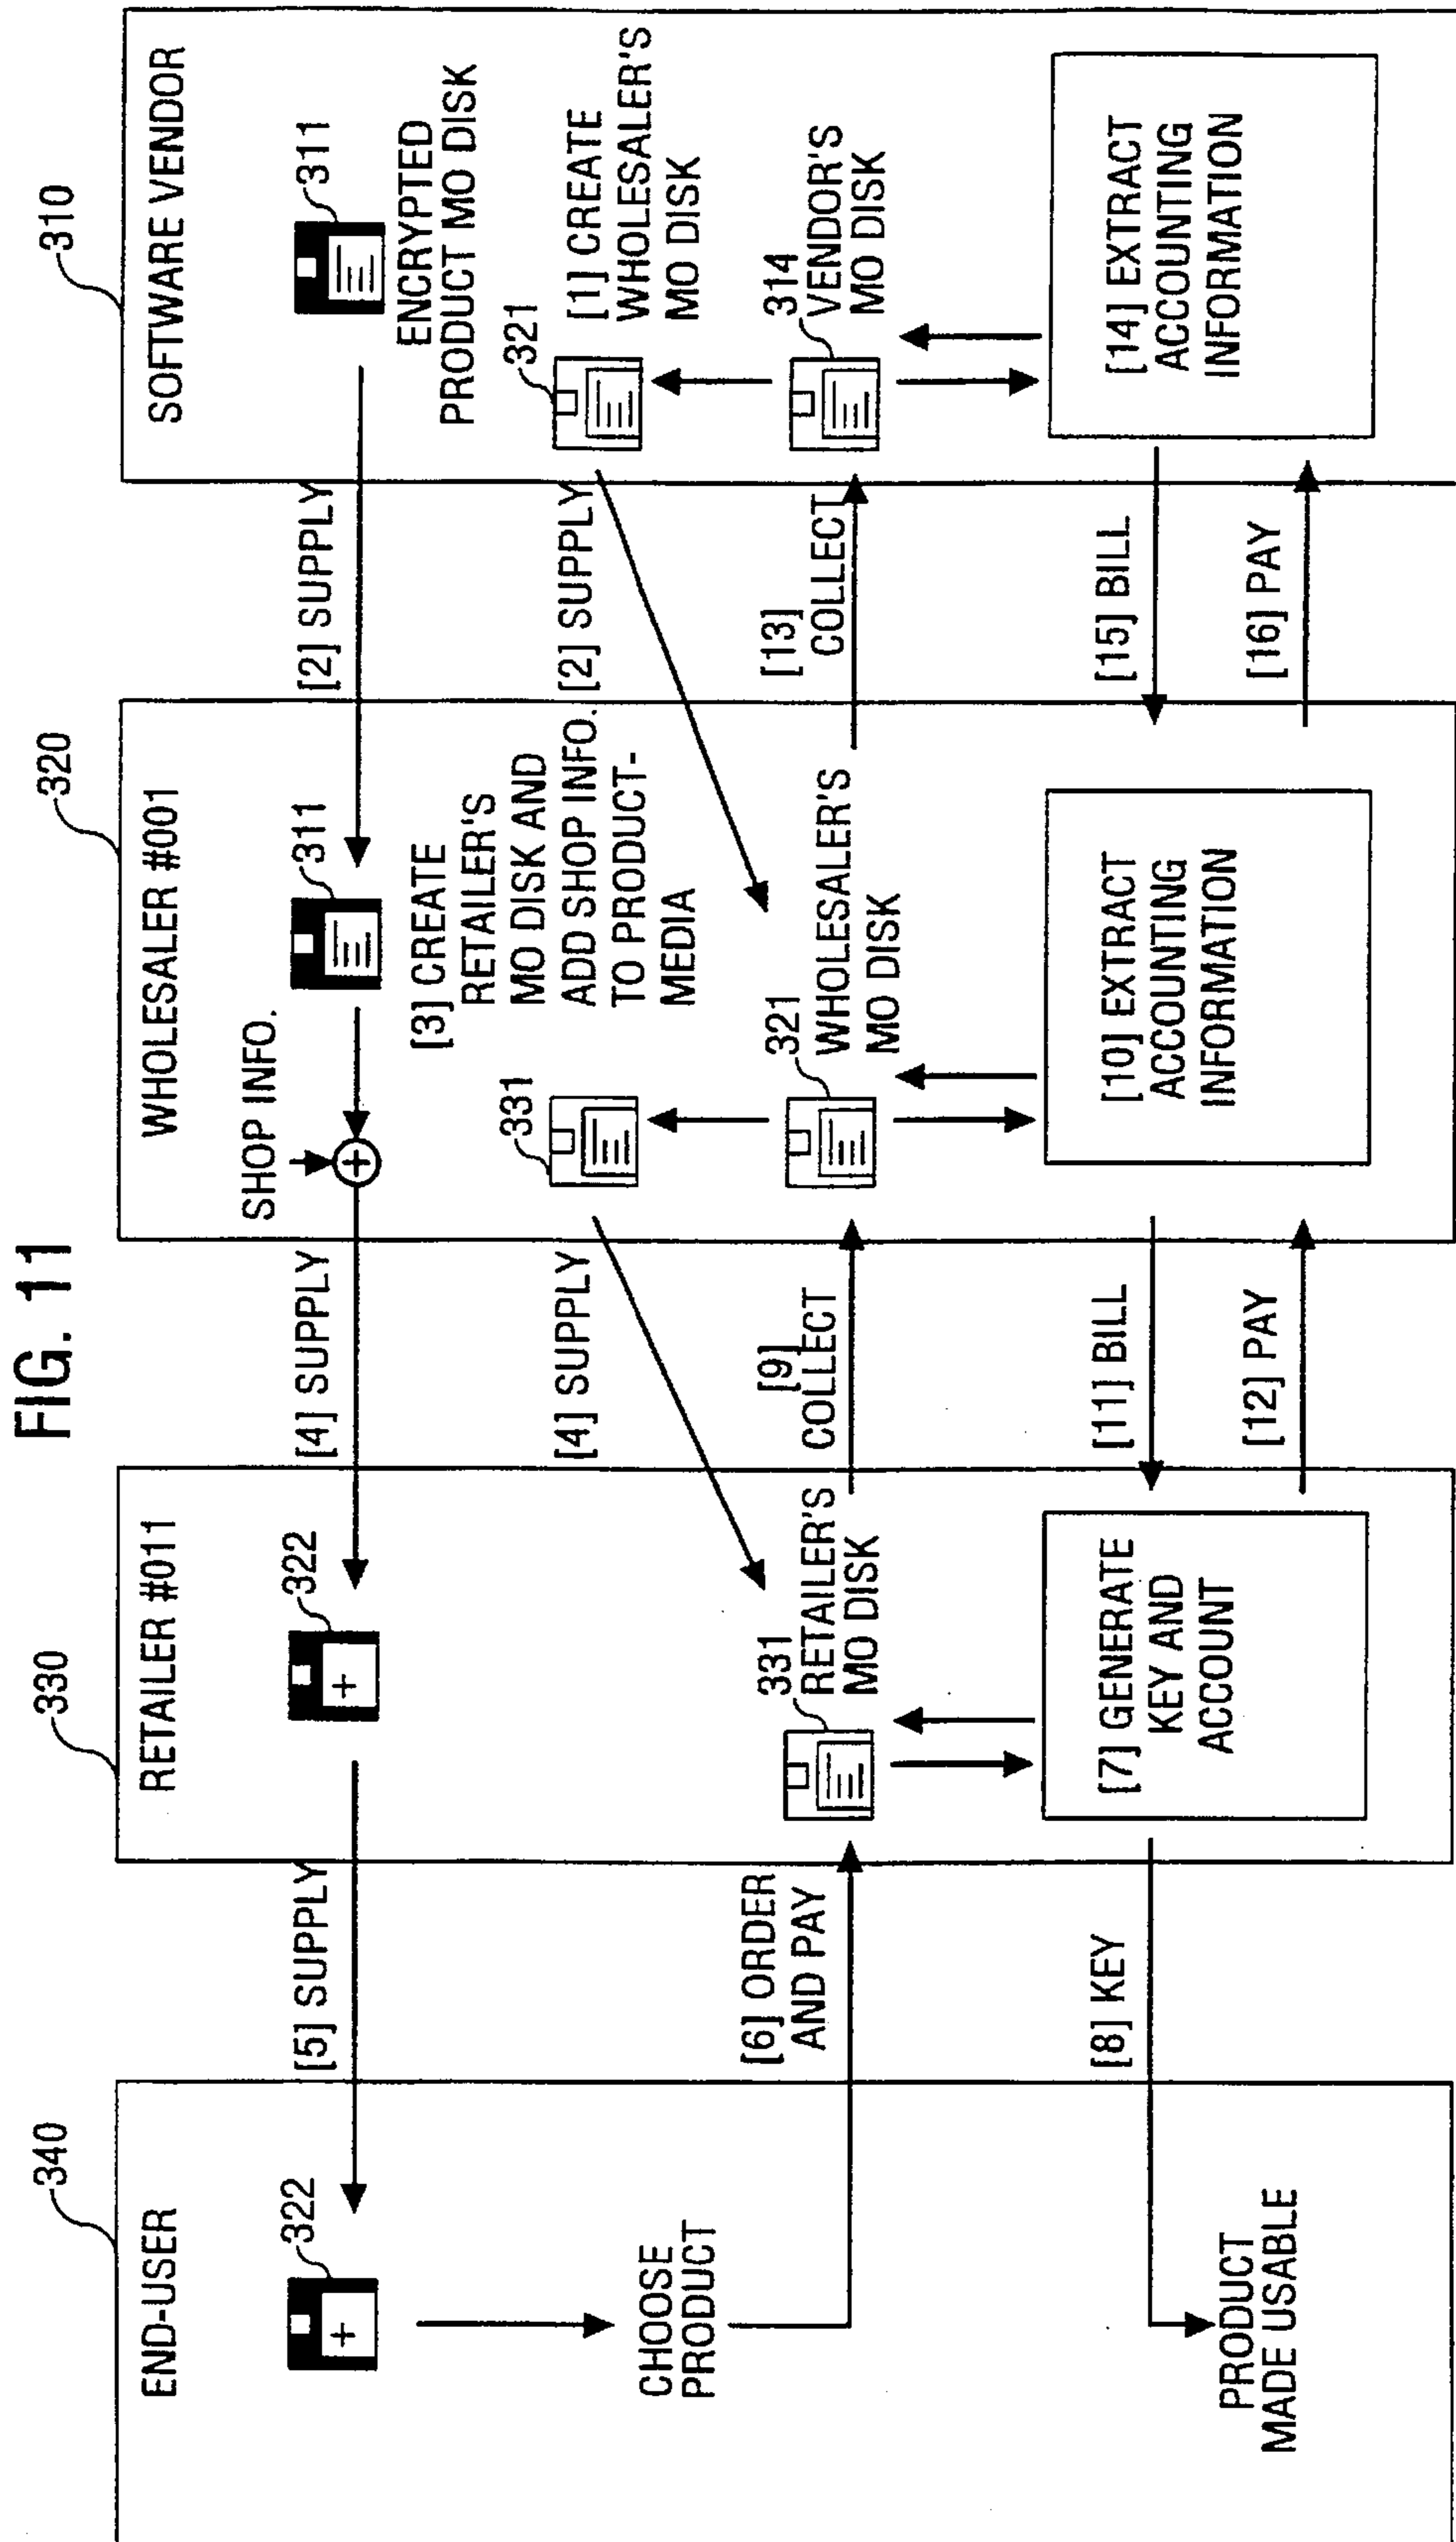 FIG. 11
340
END-USER
322
CHOOSE
PRODUCT
PRODUCT
MADE USABLE
[5] SUPPLY
[6] ORDER
AND PAY
[8] KEY
330
RETAILER #011
322
331
RETAILER'S
MO DISK
[7] GENERATE
KEY AND
ACCOUNT
[4] SUPPLY
[4] SUPPLY
[9]
COLLECT
[11] BILL
[12] PAY
320
WHOLESALER #001
SHOP INFO.
311
[3] CREATE
RETAILER'S
MO DISK AND
ADD SHOP INFO.
TO PRODUCT-
MEDIA
331
321
WHOLESALER'S
MO DISK
[10] EXTRACT
ACCOUNTING
INFORMATION
[2] SUPPLY
[2] SUPPLY
[13]
COLLECT
[15] BILL
[16] PAY
310
SOFTWARE VENDOR
311
ENCRYPTED
PRODUCT MO DISK
321
[1] CREATE
WHOLESALER'S
MO DISK
314
VENDOR'S
MO DISK
[14] EXTRACT
ACCOUNTING
INFORMATION